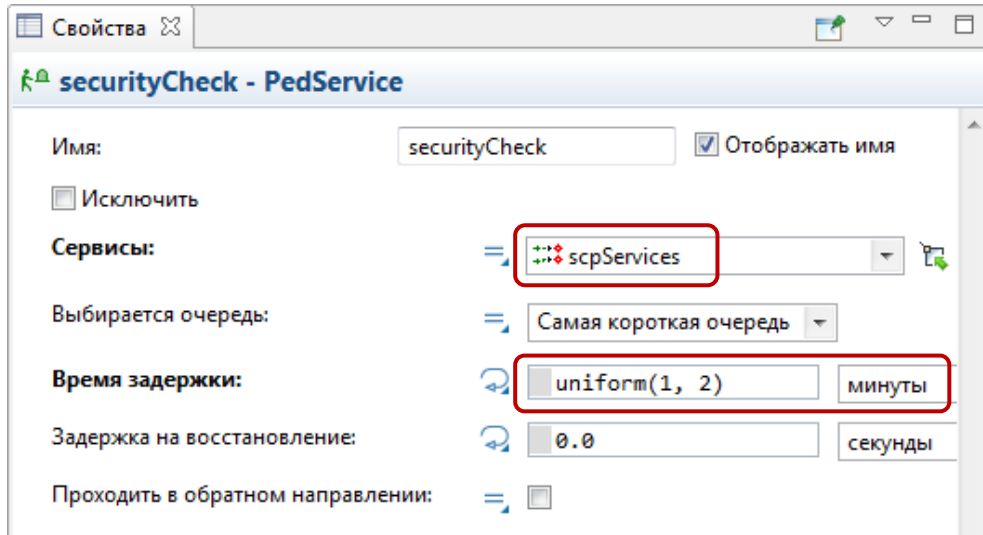 Свойства
securityCheck - PedService
Имя: securityCheck Отображать имя
Исключить
Сервисы: scpServices
Выбирается очередь: Самая короткая очередь
Время задержки: uniform(1, 2) минуты
Задержка на восстановление: 0.0 секунды
Проходить в обратном направлении: